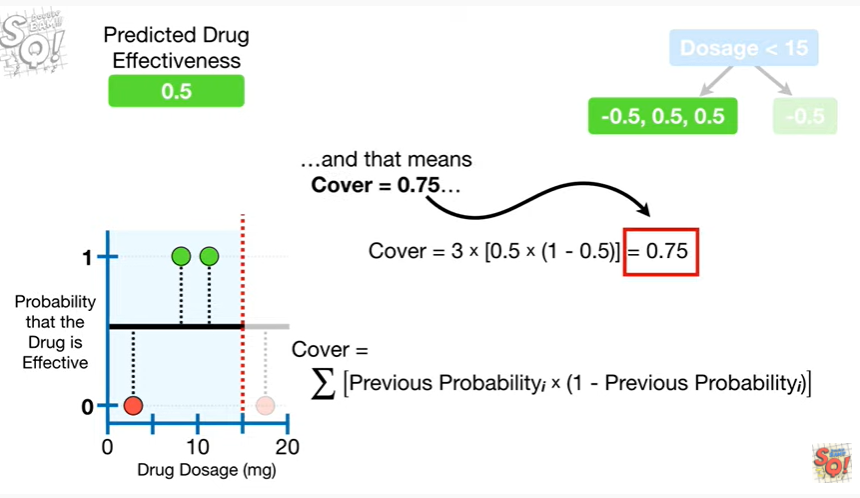 Predicted Drug
Effectiveness
0.5
Dosage < 15
-0.5, 0.5, 0.5
-0.5
…and that means
Cover = 0.75…
Cover = 3 × [0.5 × (1 - 0.5)] = 0.75
1
Probability
that the
Drug is
Effective
0
0 10 20
Drug Dosage (mg)
Cover =
∑ [Previous Probabilityᵢ × (1 - Previous Probabilityᵢ)]
SQ!
SQ!